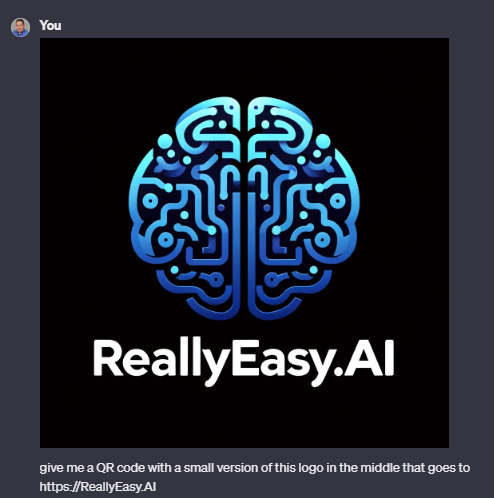 You
ReallyEasy.AI
give me a QR code with a small version of this logo in the middle that goes to
https://ReallyEasy.AI